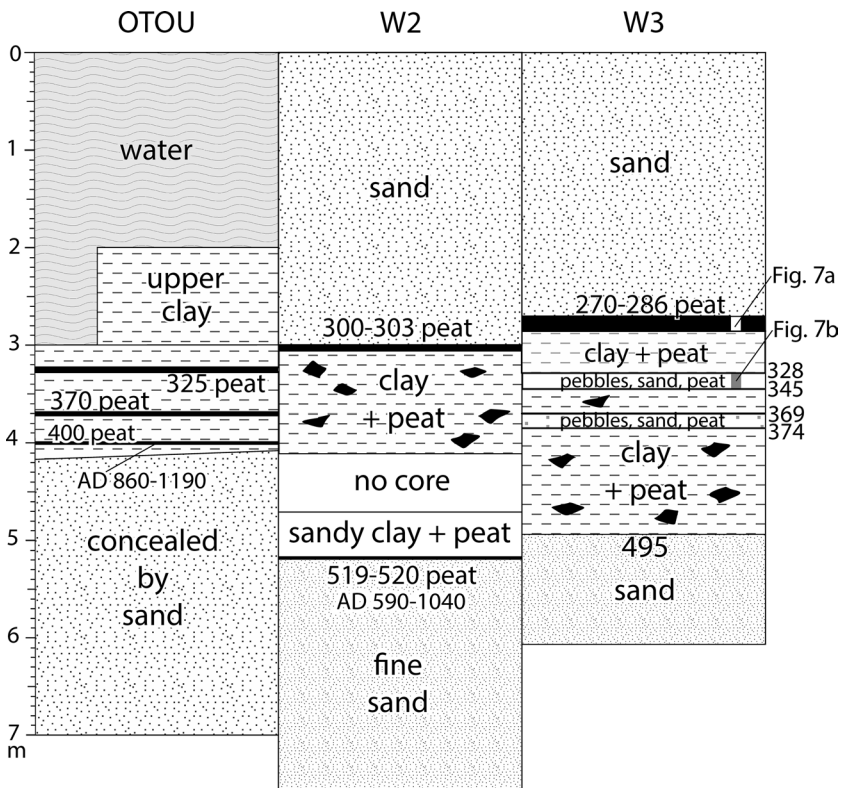 OTOU
W2
W3
0
1
2
3
4
5
6
7
m
water
upper
clay
325 peat
370 peat
400 peat
AD 860-1190
concealed
by
sand
sand
300-303 peat
clay
+ peat
no core
sandy clay + peat
519-520 peat
AD 590-1040
fine
sand
sand
270-286 peat
clay + peat
pebbles, sand, peat
pebbles, sand, peat
clay
+ peat
495
sand
Fig. 7a
Fig. 7b
328
345
369
374